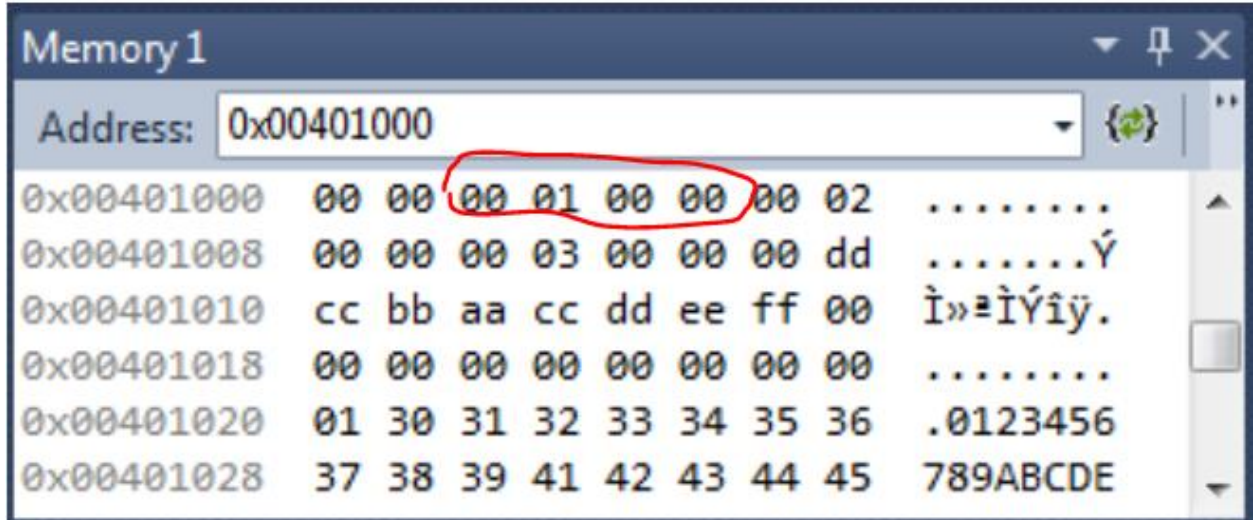 Memory 1
Address: 0x00401000
0x00401000 00 00 00 01 00 00 00 02 ........
0x00401008 00 00 00 03 00 00 00 dd .......Ý
0x00401010 cc bb aa cc dd ee ff 00 Ì»ªÌÝîÿ.
0x00401018 00 00 00 00 00 00 00 00 ........
0x00401020 01 30 31 32 33 34 35 36 .0123456
0x00401028 37 38 39 41 42 43 44 45 789ABCDE